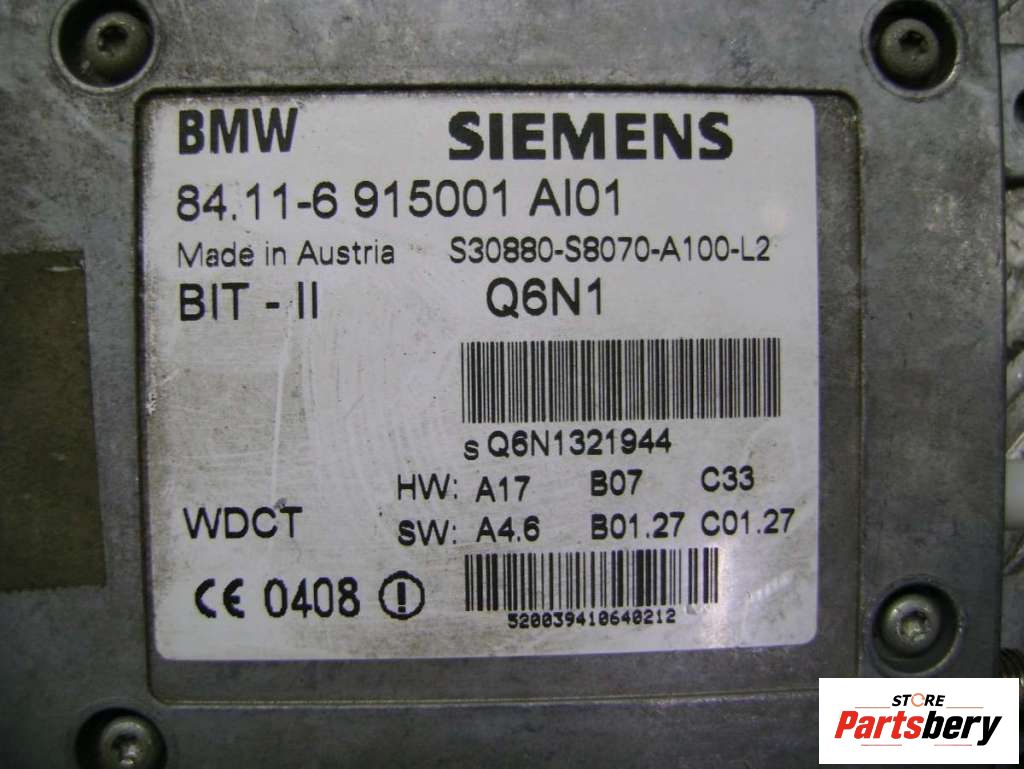 BMW SIEMENS
84.11-6 915001 AI01
Made in Austria S30880-S8070-A100-L2
BIT - II Q6N1
s Q6N1321944
HW: A17 B07 C33
WDCT SW: A4.6 B01.27 C01.27
CE 0408
520039410640212
STORE
Partsbery